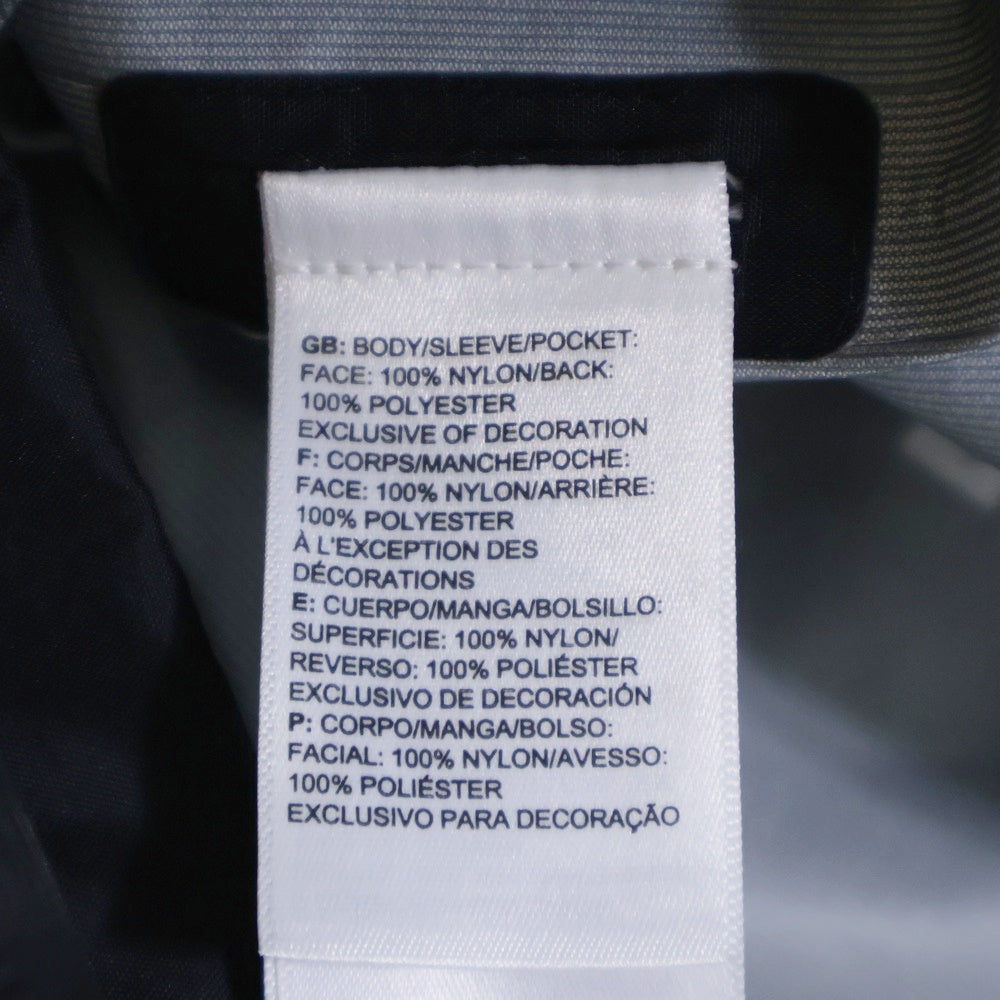 GB: BODY/SLEEVE/POCKET:
FACE: 100% NYLON/BACK:
100% POLYESTER
EXCLUSIVE OF DECORATION
F: CORPS/MANCHE/POCHE:
FACE: 100% NYLON/ARRIÈRE:
100% POLYESTER
À L'EXCEPTION DES
DÉCORATIONS
E: CUERPO/MANGA/BOLSILLO:
SUPERFICIE: 100% NYLON/
REVERSO: 100% POLIÉSTER
EXCLUSIVO DE DECORACIÓN
P: CORPO/MANGA/BOLSO:
FACIAL: 100% NYLON/AVESSO:
100% POLIÉSTER
EXCLUSIVO PARA DECORAÇÃO